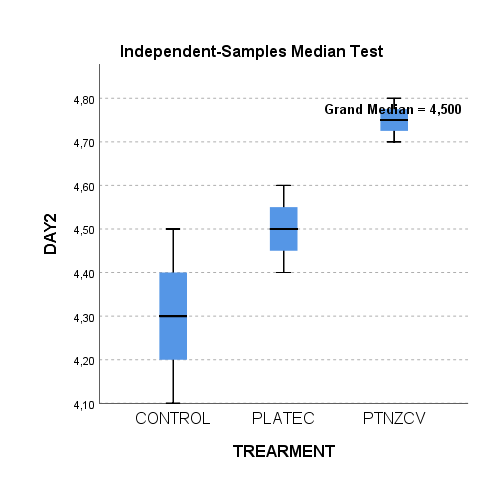 Independent-Samples Median Test
Grand Median = 4,500
4,80
4,70
4,60
4,50
4,40
4,30
4,20
4,10
DAY2
CONTROL PLATEC PTNZCV
TREARMENT